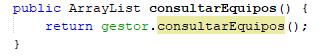 public ArrayList consultarEquipos() {
return gestor.consultarEquipos();
}